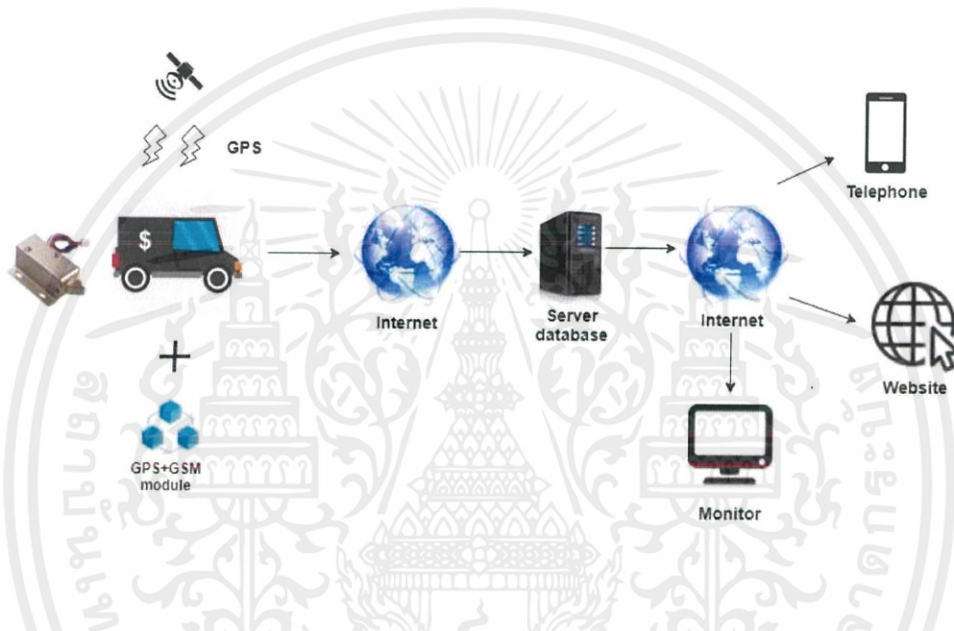 GPS
$
Telephone
Internet
Server
database
Internet
Website
GPS+GSM
module
Monitor